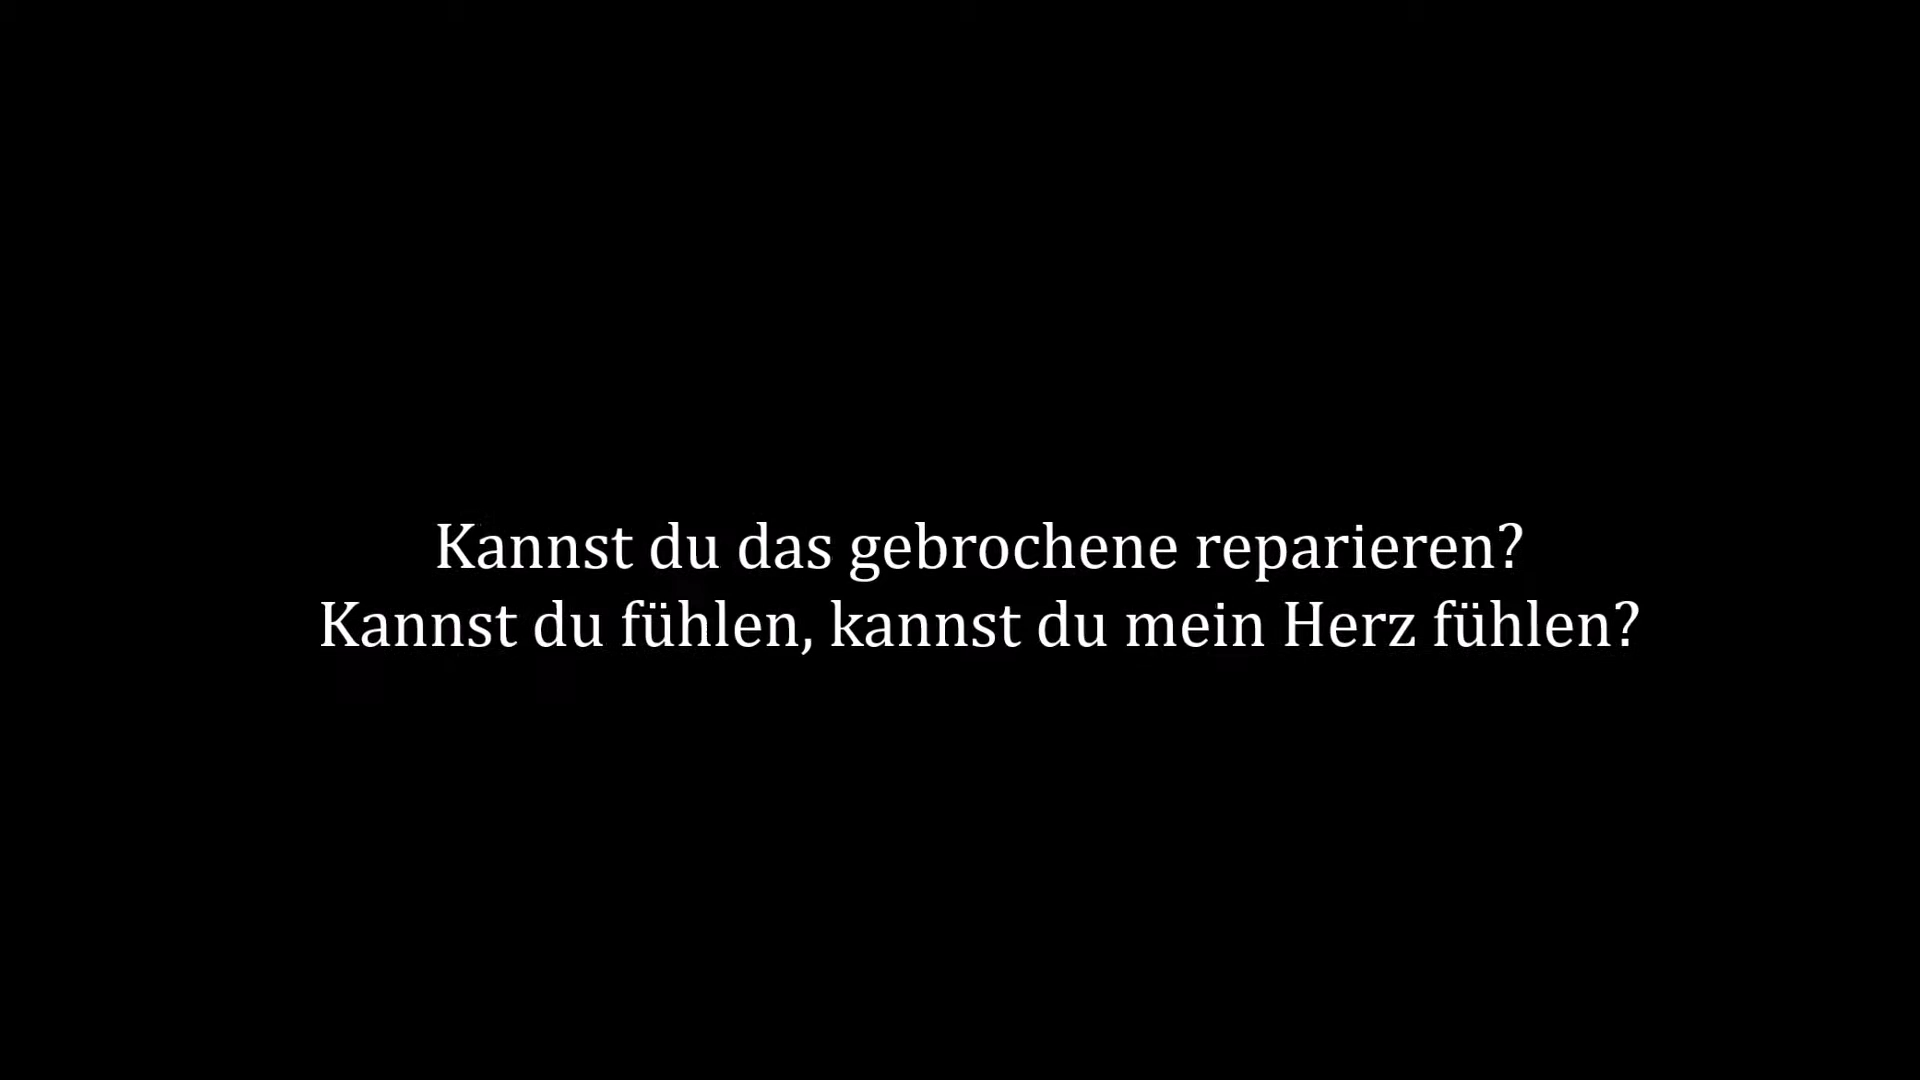 Kannst du das gebrochene reparieren?
Kannst du fühlen, kannst du mein Herz fühlen?